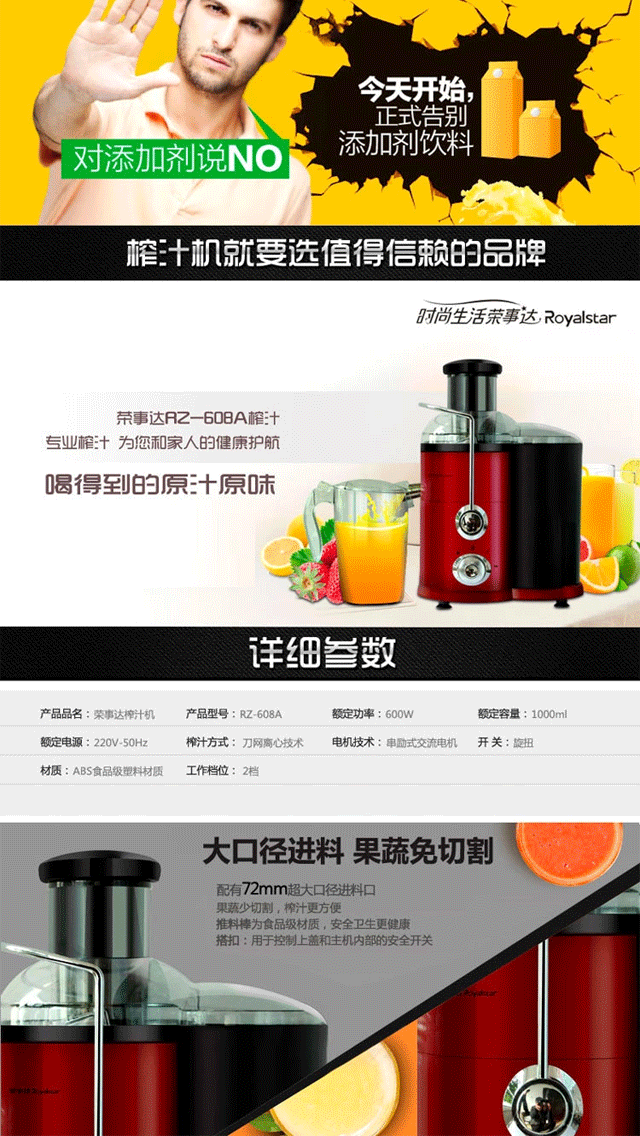 今天开始，
正式告别
添加剂饮料
对添加剂说NO
榨汁机就要选值得信赖的品牌
时尚生活荣事达 Royalstar
荣事达RZ-608A榨汁
专业榨汁 为您和家人的健康护航
喝得到的原汁原味
详细参数
产品品名：荣事达榨汁机 产品型号：RZ-608A 额定功率：600W 额定容量：1000ml
额定电源：220V-50Hz 榨汁方式：刀网离心技术 电机技术：串励式交流电机 开 关：旋扭
材质：ABS食品级塑料材质 工作档位：2档
大口径进料 果蔬免切割
配有72mm超大口径进料口
果蔬少切割，榨汁更方便
推料棒为食品级材质，安全卫生更健康
搭扣：用于控制上盖和主机内部的安全开关
Royalstar
荣事达 Royalstar